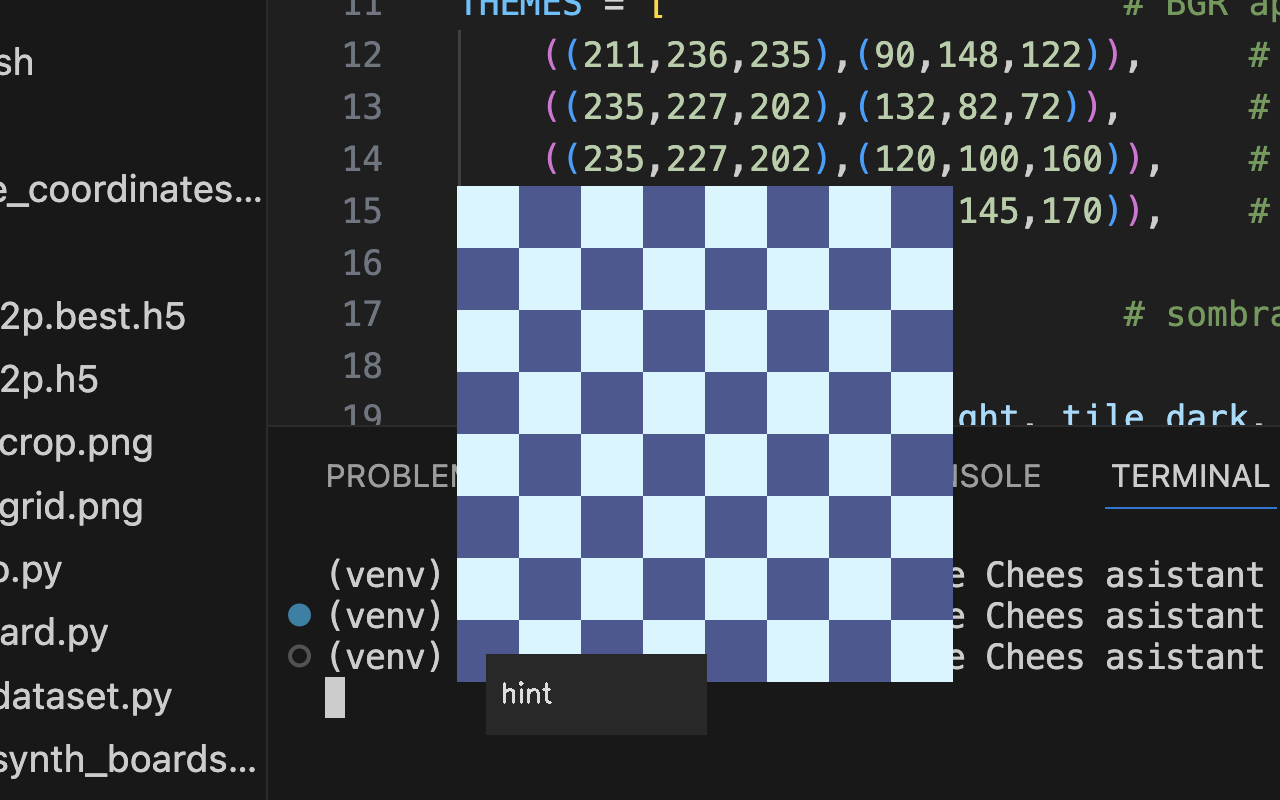 sh
e_coordinates...
2p.best.h5
2p.h5
crop.png
grid.png
o.py
ard.py
dataset.py
synth_boards...
11 THEMES = [ # BGR ap
12 ((211,236,235),(90,148,122)), #
13 ((235,227,202),(132,82,72)), #
14 ((235,227,202),(120,100,160)), #
15 145,170)), #
16
17 # sombra
18
19 ght, tile_dark,
PROBLEM NSOLE TERMINAL
(venv) e Chees asistant
(venv) e Chees asistant
(venv) e Chees asistant
hint